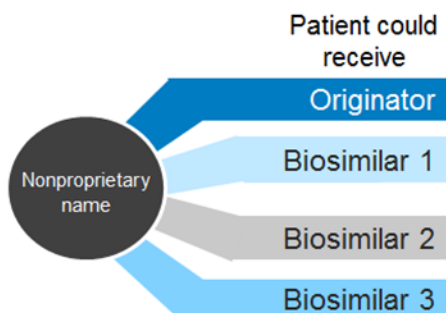 Patient could
receive
Originator
Nonproprietary
name
Biosimilar 1
Biosimilar 2
Biosimilar 3